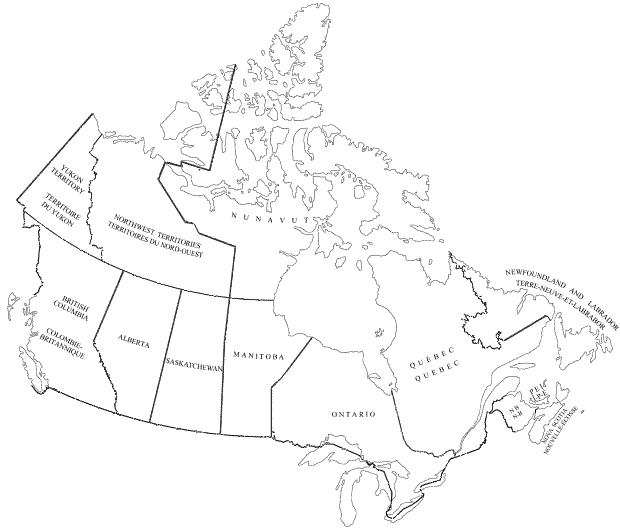 YUKON
TERRITORY
TERRITOIRE
DU YUKON
NORTHWEST TERRITORIES
TERRITOIRES DU NORD-OUEST
NUNAVUT
BRITISH
COLUMBIA
COLOMBIE-
BRITANNIQUE
ALBERTA
SASKATCHEWAN
MANITOBA
ONTARIO
QUÉBEC
QUEBEC
NEWFOUNDLAND AND LABRADOR
TERRE-NEUVE-ET-LABRADOR
N B
N-B
NOVA SCOTIA
NOUVELLE-ÉCOSSE